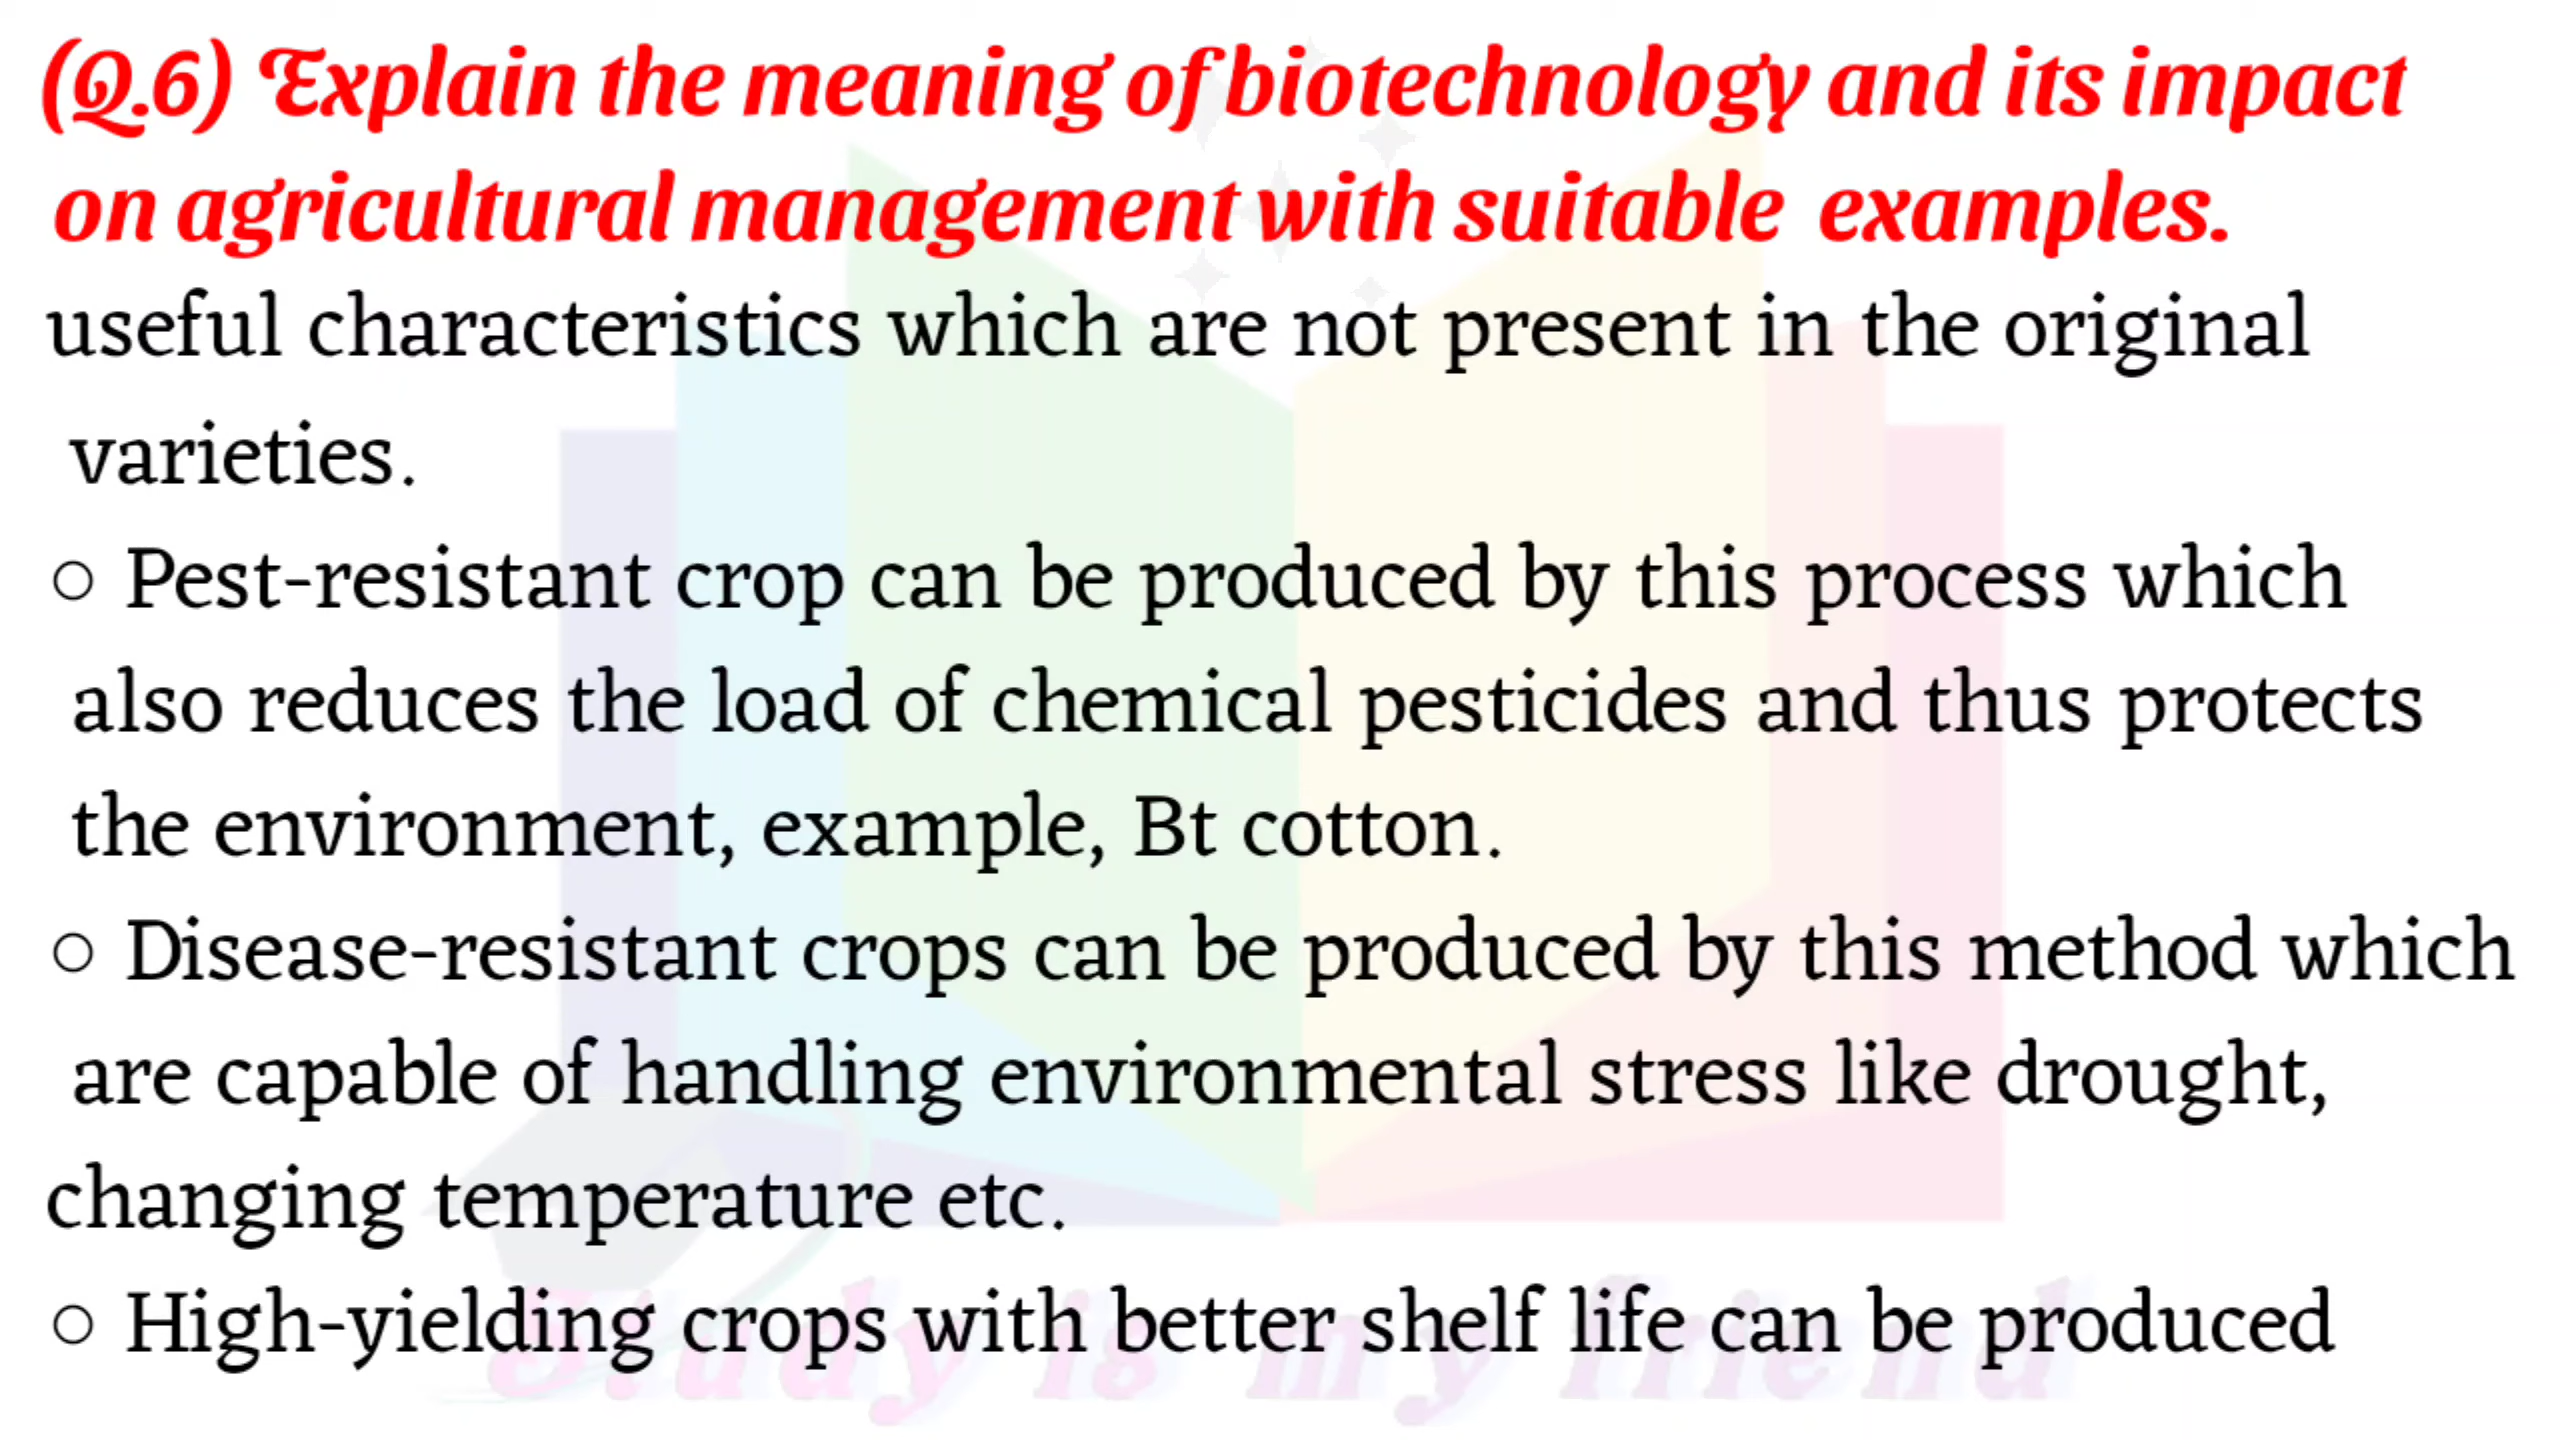 (Q.6) Explain the meaning of biotechnology and its impact
on agricultural management with suitable examples.
useful characteristics which are not present in the original
varieties.
○ Pest-resistant crop can be produced by this process which
also reduces the load of chemical pesticides and thus protects
the environment, example, Bt cotton.
○ Disease-resistant crops can be produced by this method which
are capable of handling environmental stress like drought,
changing temperature etc.
○ High-yielding crops with better shelf life can be produced
Study is my friend